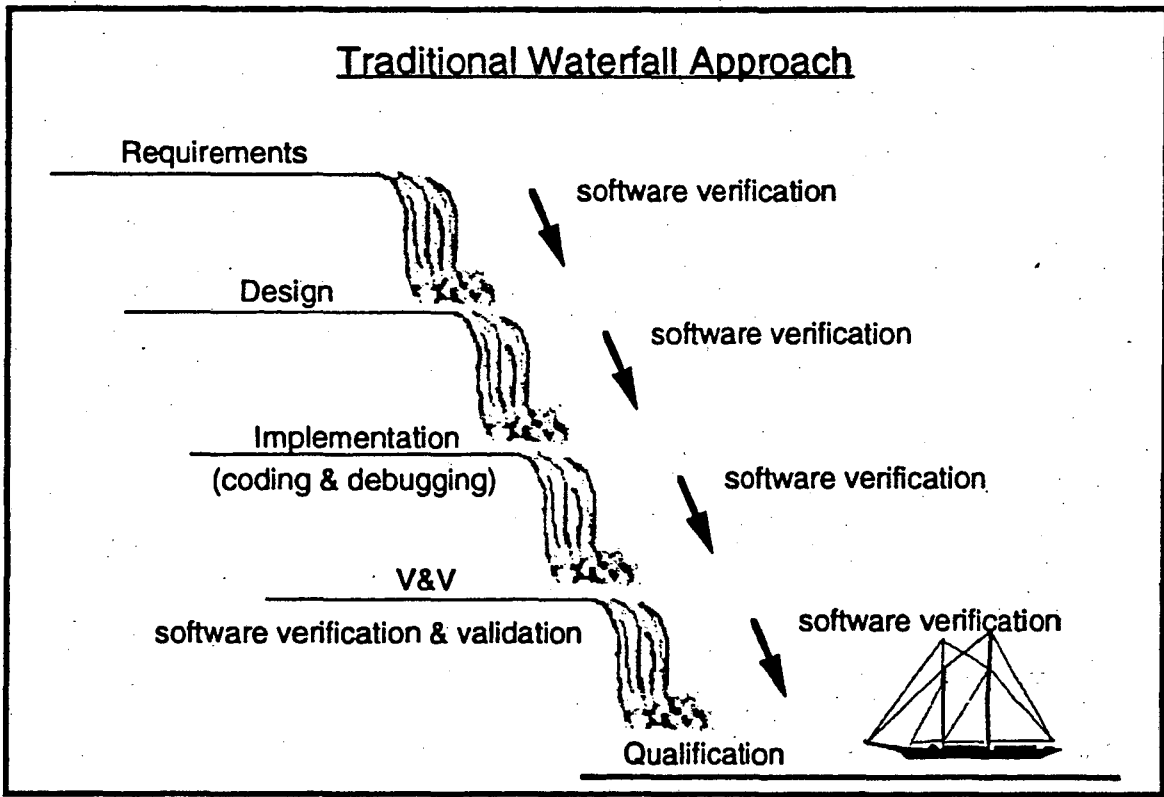 Traditional Waterfall Approach
Requirements
software verification
Design
software verification
Implementation
(coding & debugging)
software verification
V&V
software verification & validation
software verification
Qualification